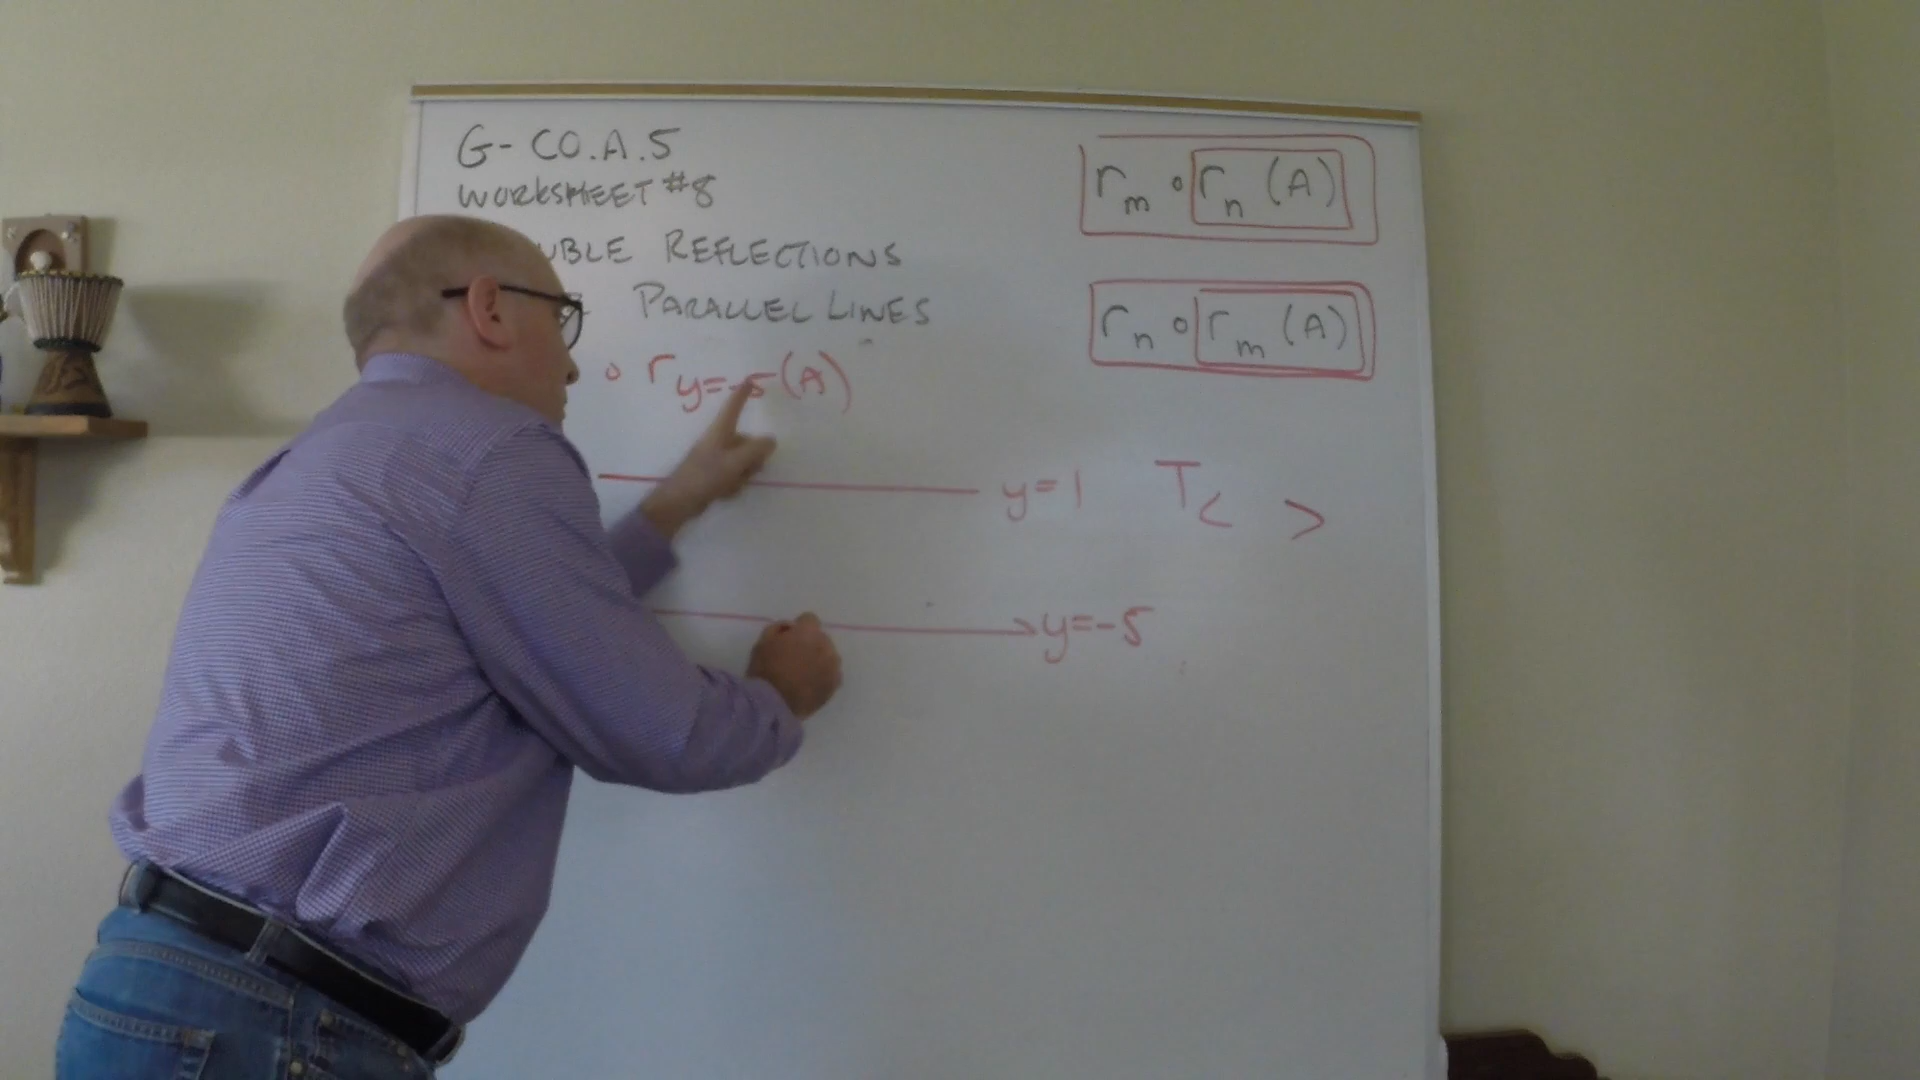 G-CO.A.5
WORKSHEET #8
UBLE REFLECTIONS
PARALLEL LINES
∘ r y=-5 (A)
y=1
y=-5
r m ∘ r n (A)
r n ∘ r m (A)
T < >